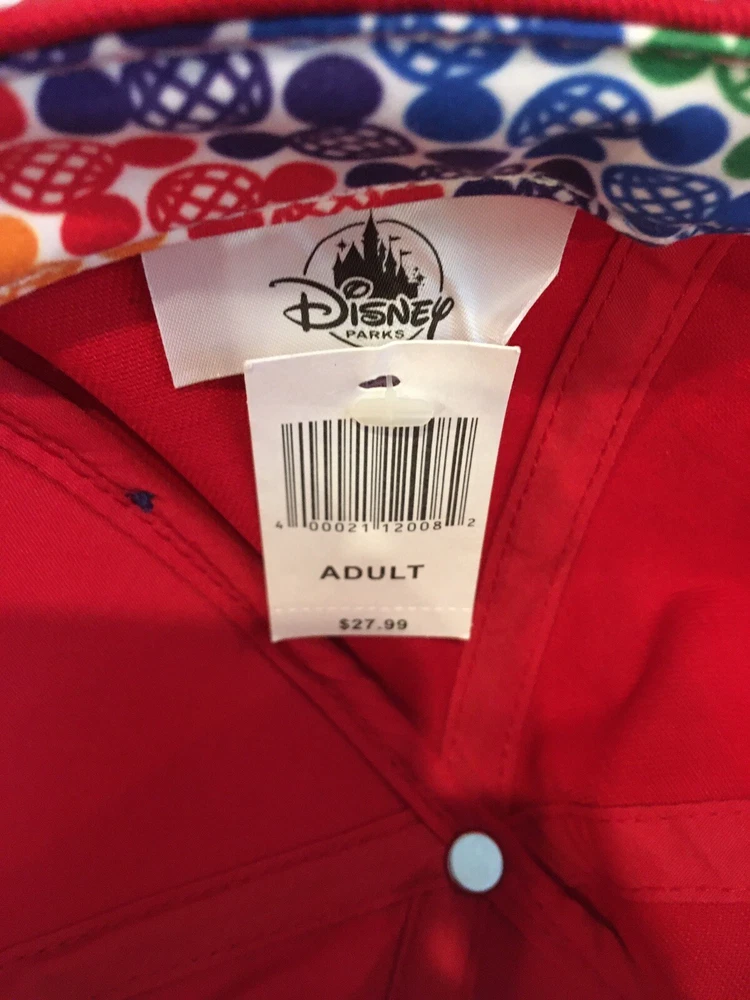 Disney
PARKS
4 00021 12008 2
ADULT
$27.99